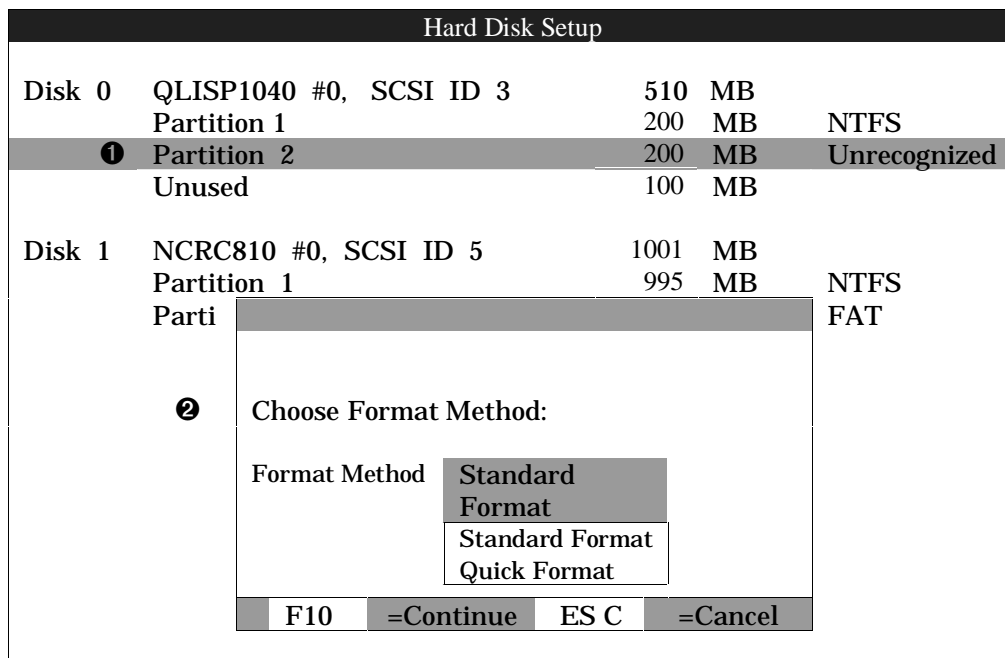 Hard Disk Setup
Disk 0 QLISP1040 #0, SCSI ID 3 510 MB
Partition 1 200 MB NTFS
❶ Partition 2 200 MB Unrecognized
Unused 100 MB
Disk 1 NCRC810 #0, SCSI ID 5 1001 MB
Partition 1 995 MB NTFS
Parti FAT
❷ Choose Format Method:
Format Method Standard
Format
Standard Format
Quick Format
F10 =Continue ES C =Cancel